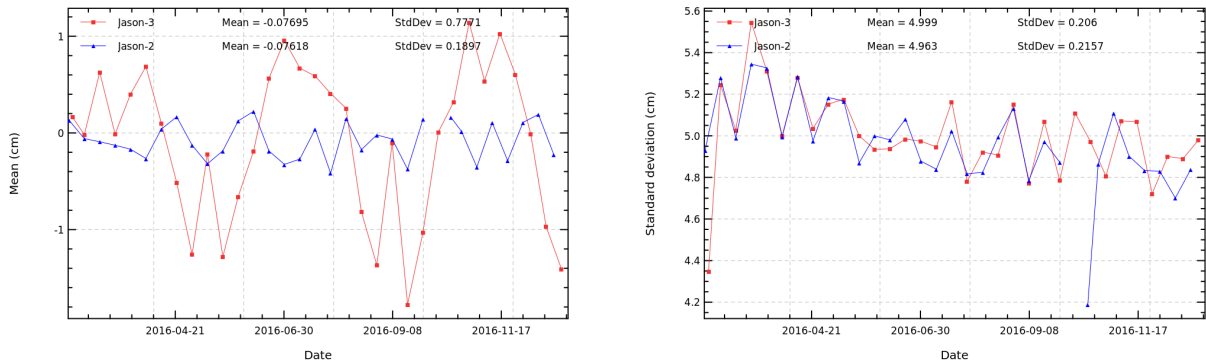 Jason-3 Mean = -0.07695 StdDev = 0.7771
Jason-2 Mean = -0.07618 StdDev = 0.1897
1
0
-1
Mean (cm)
2016-04-21 2016-06-30 2016-09-08 2016-11-17
Date
Jason-3 Mean = 4.999 StdDev = 0.206
Jason-2 Mean = 4.963 StdDev = 0.2157
5.6
5.4
5.2
5.0
4.8
4.6
4.4
4.2
Standard deviation (cm)
2016-04-21 2016-06-30 2016-09-08 2016-11-17
Date